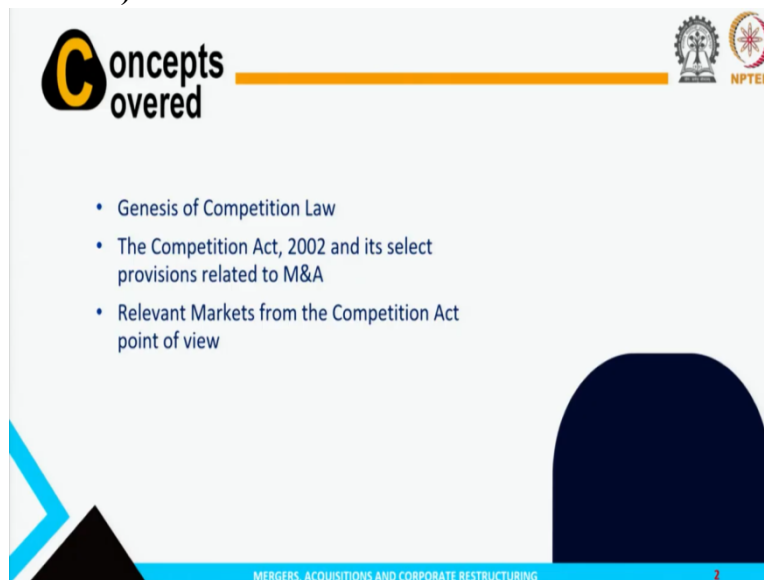 Concepts
Covered
NPTEL
• Genesis of Competition Law
• The Competition Act, 2002 and its select
provisions related to M&A
• Relevant Markets from the Competition Act
point of view
MERGERS, ACQUISITIONS AND CORPORATE RESTRUCTURING
2